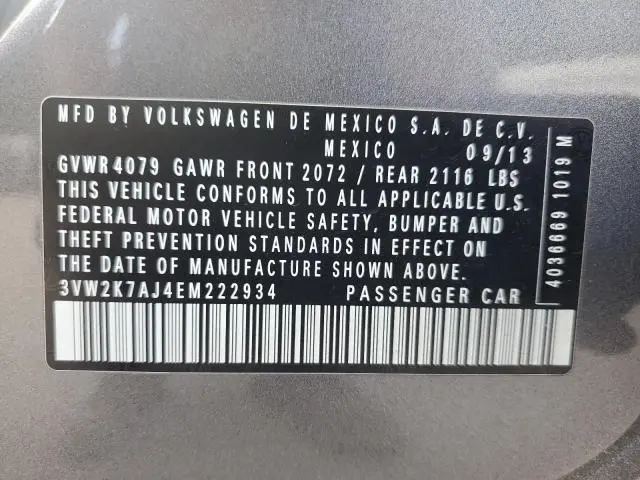 MFD BY VOLKSWAGEN DE MEXICO S.A. DE C.V.
MEXICO 09/13
GVWR 4079 GAWR FRONT 2072 / REAR 2116 LBS
THIS VEHICLE CONFORMS TO ALL APPLICABLE U.S.
FEDERAL MOTOR VEHICLE SAFETY, BUMPER AND
THEFT PREVENTION STANDARDS IN EFFECT ON
THE DATE OF MANUFACTURE SHOWN ABOVE.
3VW2K7AJ4EM222934 PASSENGER CAR
4036669 1019 M